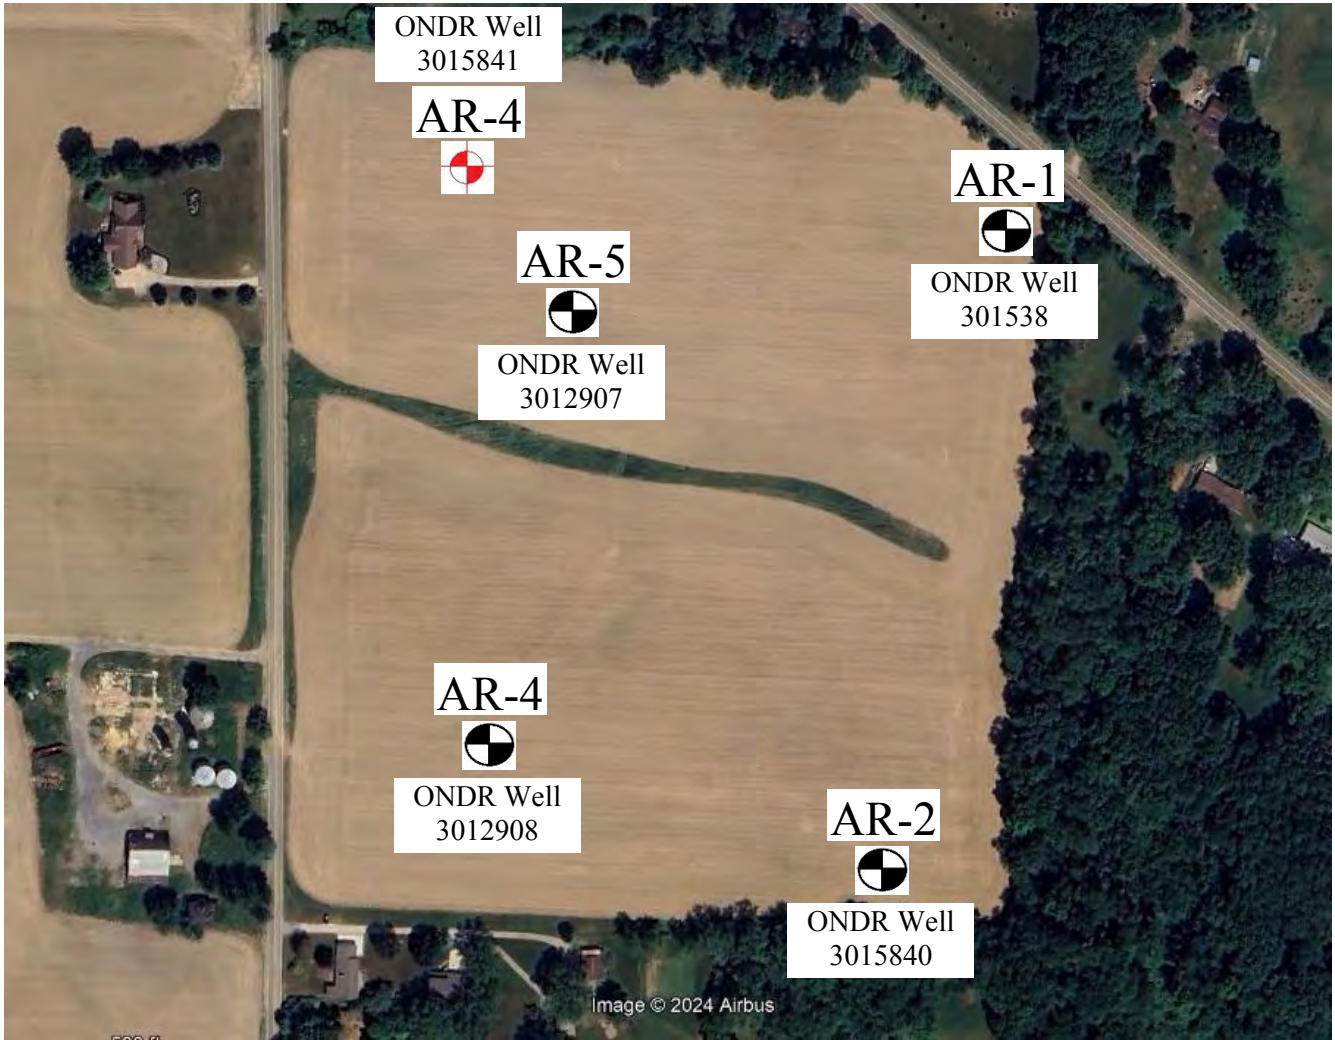 ONDR Well
3015841
AR-4
AR-1
ONDR Well
301538
AR-5
ONDR Well
3012907
AR-4
ONDR Well
3012908
AR-2
ONDR Well
3015840
Image © 2024 Airbus